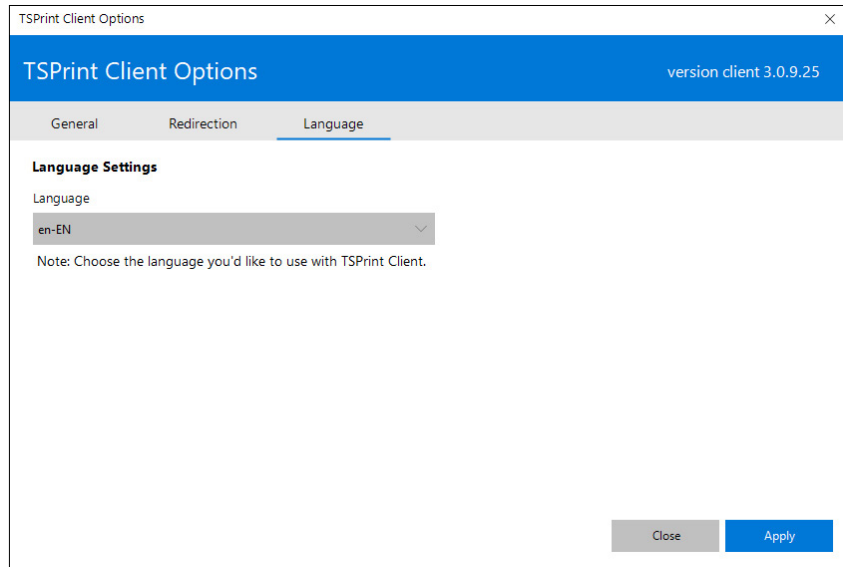 TSPrint Client Options
TSPrint Client Options
version client 3.0.9.25
General
Redirection
Language
Language Settings
Language
en-EN
Note: Choose the language you'd like to use with TSPrint Client.
Close
Apply